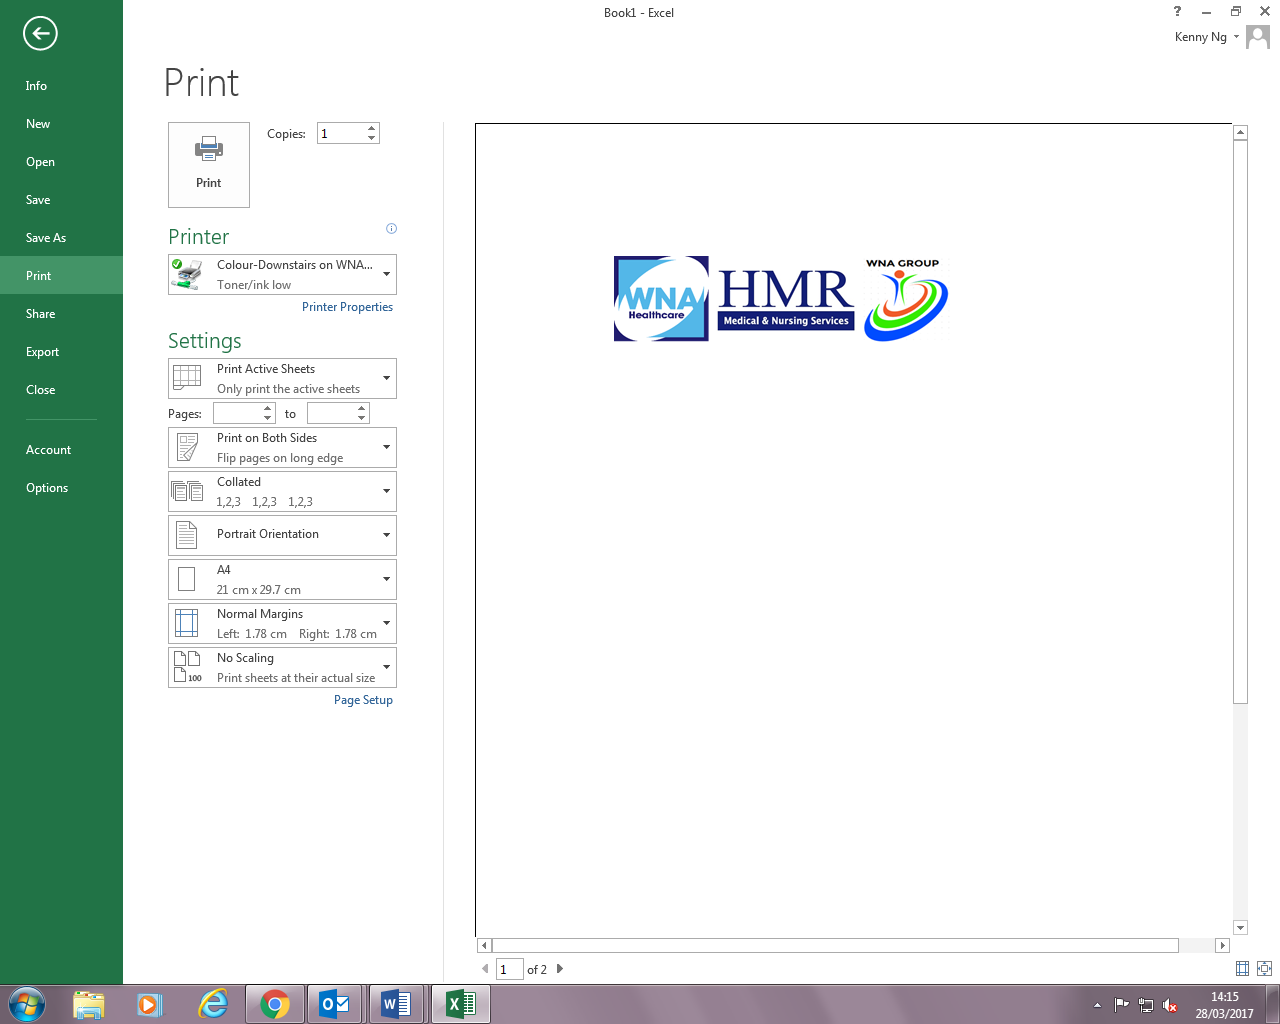 Book1 - Excel
?
Kenny Ng
Info
New
Open
Save
Save As
Print
Share
Export
Close
Account
Options
Print
Print
Copies: 1
Printer
Colour-Downstairs on WNA...
Toner/ink low
Printer Properties
Settings
Print Active Sheets
Only print the active sheets
Pages: to
Print on Both Sides
Flip pages on long edge
Collated
1,2,3 1,2,3 1,2,3
Portrait Orientation
A4
21 cm x 29.7 cm
Normal Margins
Left: 1.78 cm Right: 1.78 cm
No Scaling
100
Print sheets at their actual size
Page Setup
WNA
Healthcare
HMR
Medical & Nursing Services
WNA GROUP
1 of 2
14:15
28/03/2017